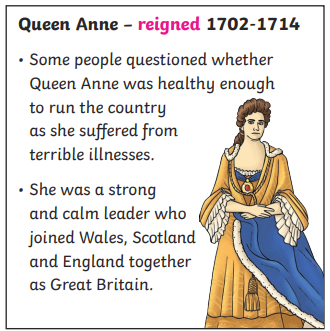 Queen Anne – reigned 1702-1714
• Some people questioned whether
Queen Anne was healthy enough
to run the country
as she suffered from
terrible illnesses.
• She was a strong
and calm leader who
joined Wales, Scotland
and England together
as Great Britain.